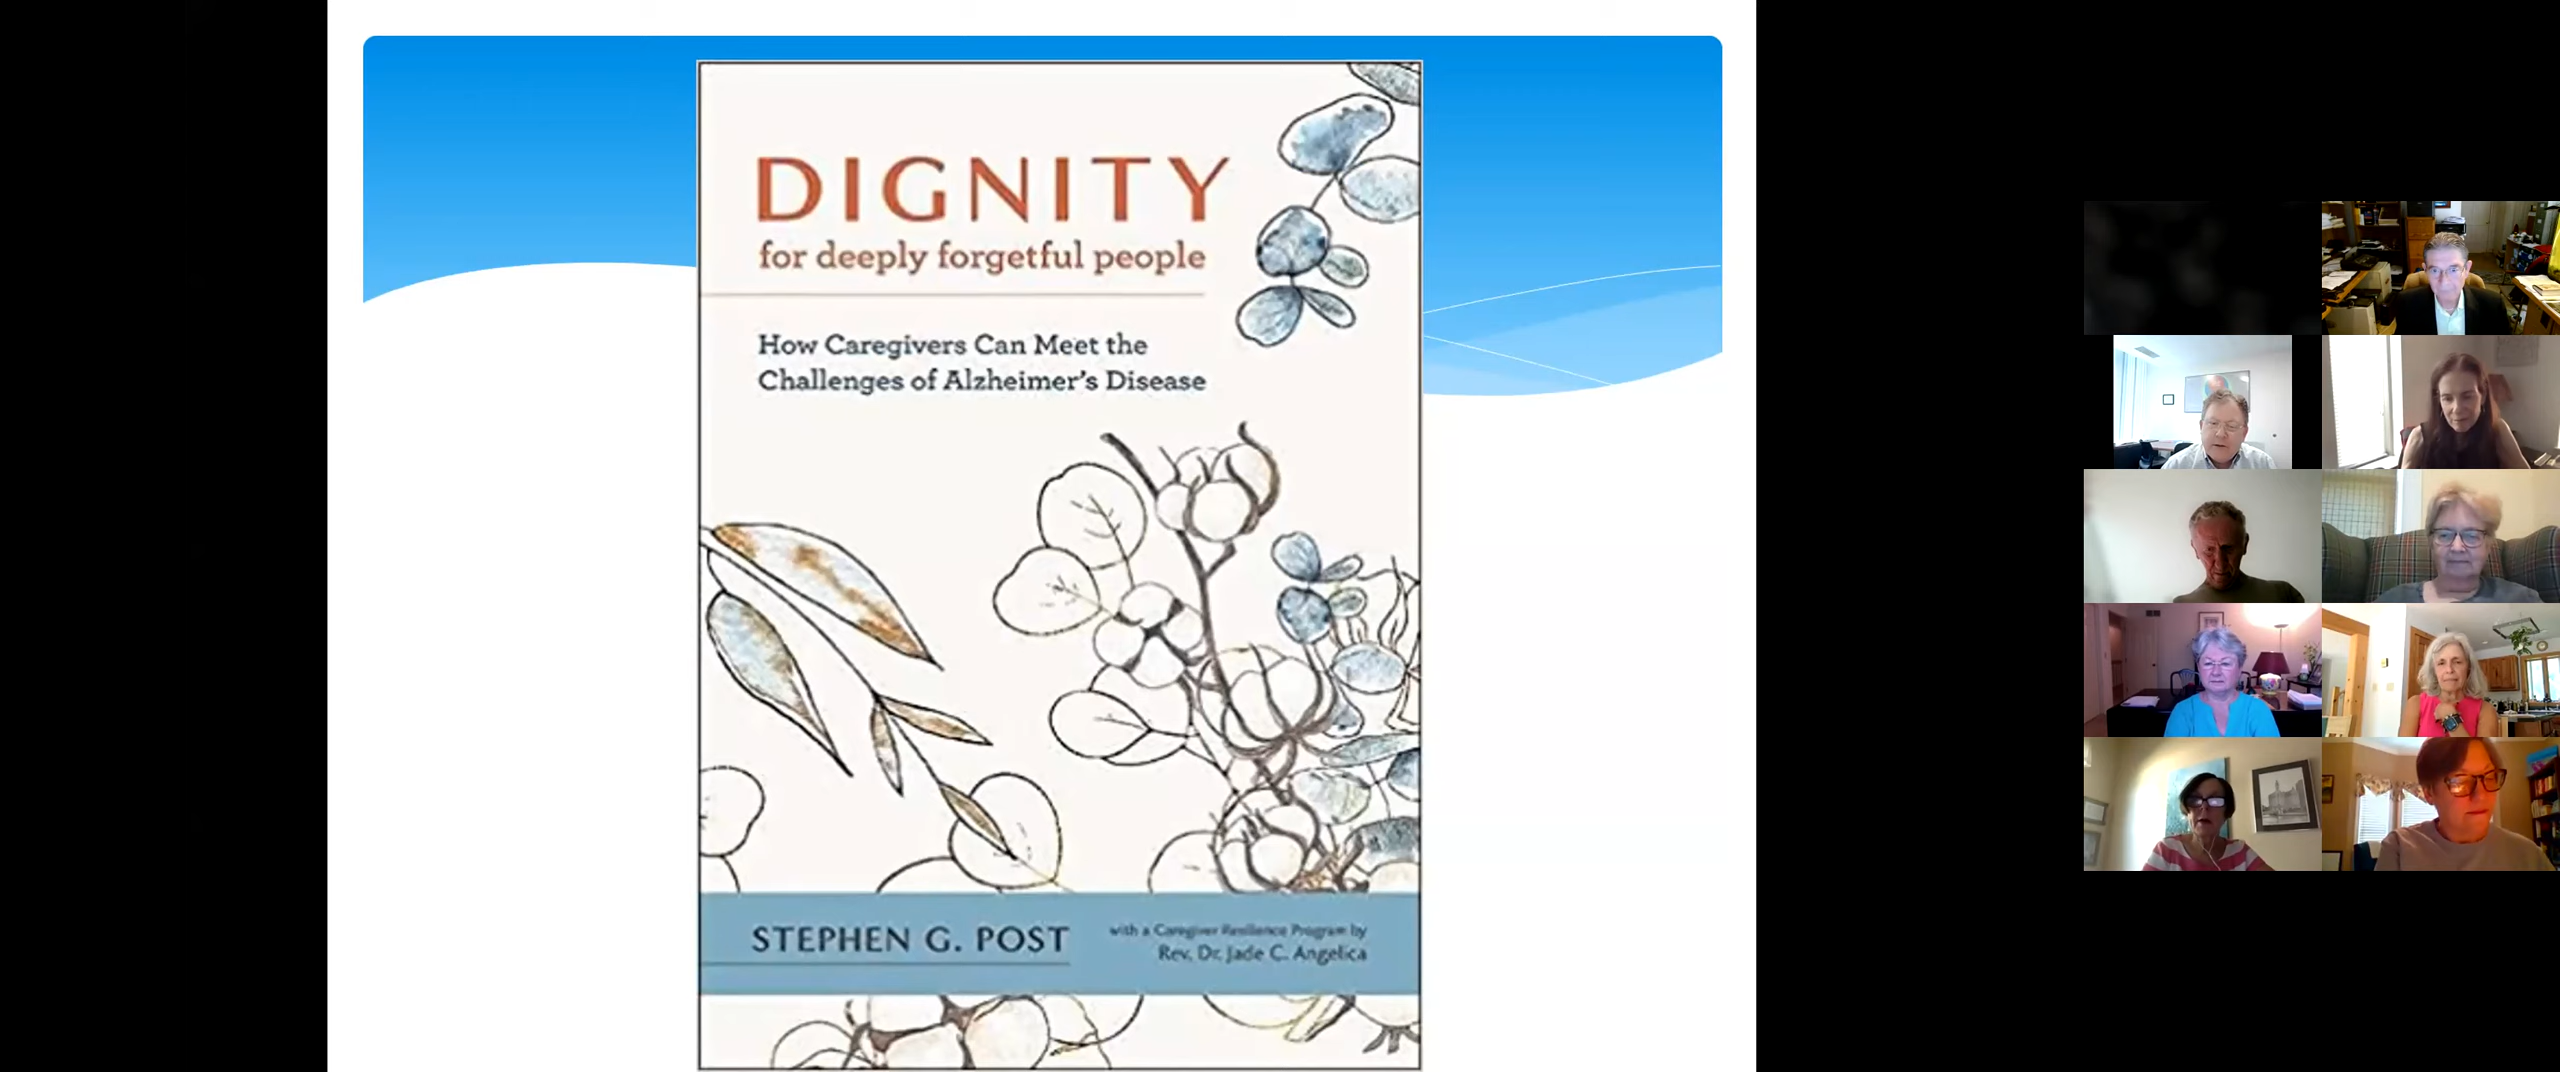 DIGNITY
for deeply forgetful people
How Caregivers Can Meet the
Challenges of Alzheimer's Disease
STEPHEN G. POST
with a Caregiver Resilience Program by
Rev. Dr. Jade C. Angelica